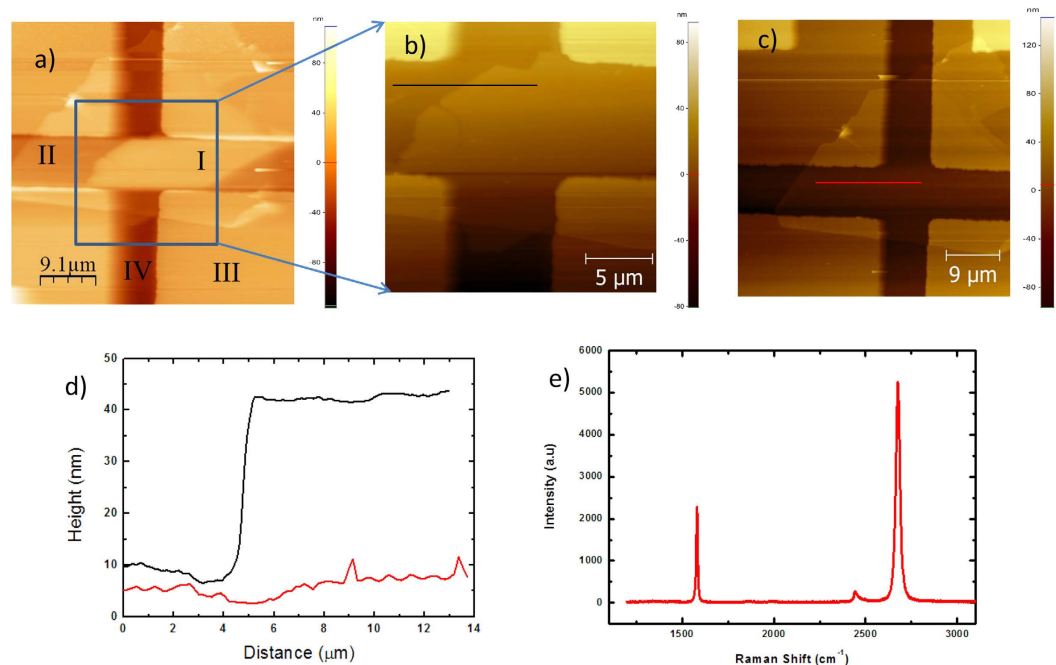 a)
nm
80
40
0
-40
-80
II
I
9.1µm
IV
III
b)
nm
80
40
0
-40
-80
5 µm
c)
nm
120
80
40
0
-40
-80
9 µm
d)
Height (nm)
50
40
30
20
10
0
0 2 4 6 8 10 12 14
Distance (µm)
e)
Intensity (a.u)
6000
5000
4000
3000
2000
1000
0
1500 2000 2500 3000
Raman Shift (cm⁻¹)